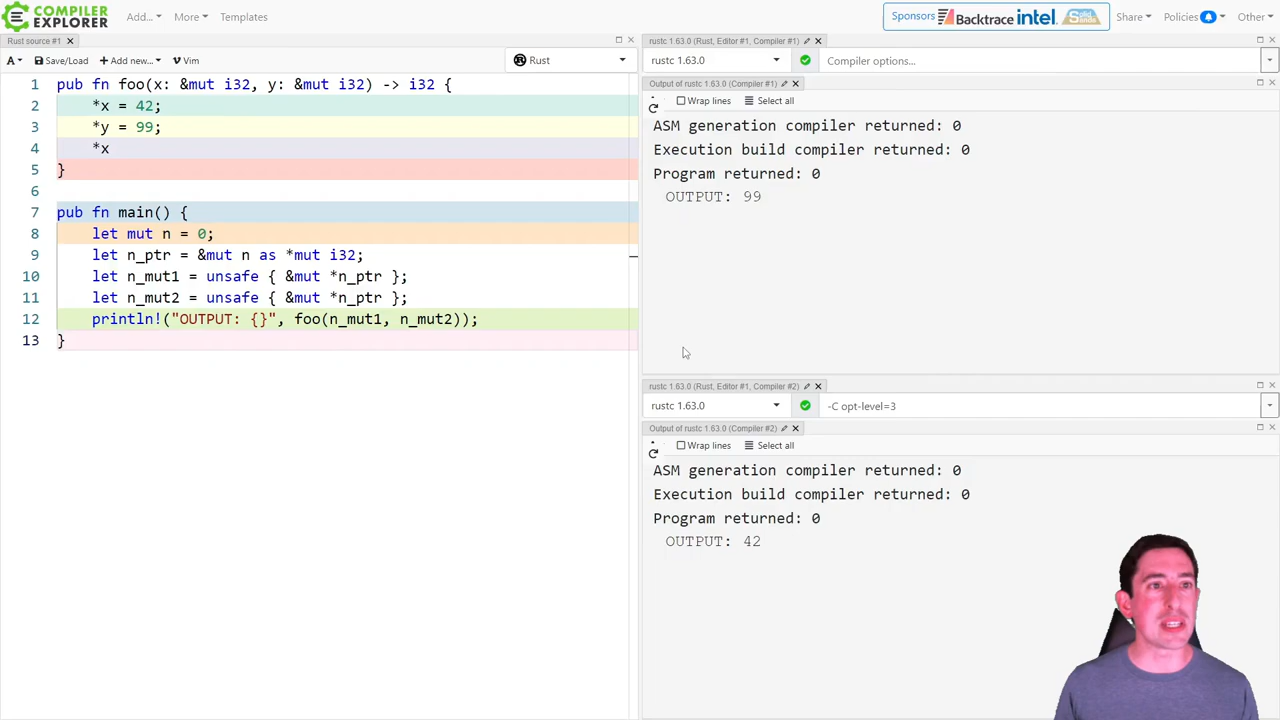 COMPILER
EXPLORER
Add...
More
Templates
Sponsors
Backtrace
intel
Solid Sands
Share
Policies
Other
Rust source #1
A
Save/Load
Add new...
Vim
Rust
1 pub fn foo(x: &mut i32, y: &mut i32) -> i32 {
2 *x = 42;
3 *y = 99;
4 *x
5 }
6
7 pub fn main() {
8 let mut n = 0;
9 let n_ptr = &mut n as *mut i32;
10 let n_mut1 = unsafe { &mut *n_ptr };
11 let n_mut2 = unsafe { &mut *n_ptr };
12 println!("OUTPUT: {}", foo(n_mut1, n_mut2));
13 }
rustc 1.63.0 (Rust, Editor #1, Compiler #1)
rustc 1.63.0
Compiler options...
Output of rustc 1.63.0 (Compiler #1)
Wrap lines
Select all
ASM generation compiler returned: 0
Execution build compiler returned: 0
Program returned: 0
OUTPUT: 99
rustc 1.63.0 (Rust, Editor #1, Compiler #2)
rustc 1.63.0
-C opt-level=3
Output of rustc 1.63.0 (Compiler #2)
Wrap lines
Select all
ASM generation compiler returned: 0
Execution build compiler returned: 0
Program returned: 0
OUTPUT: 42